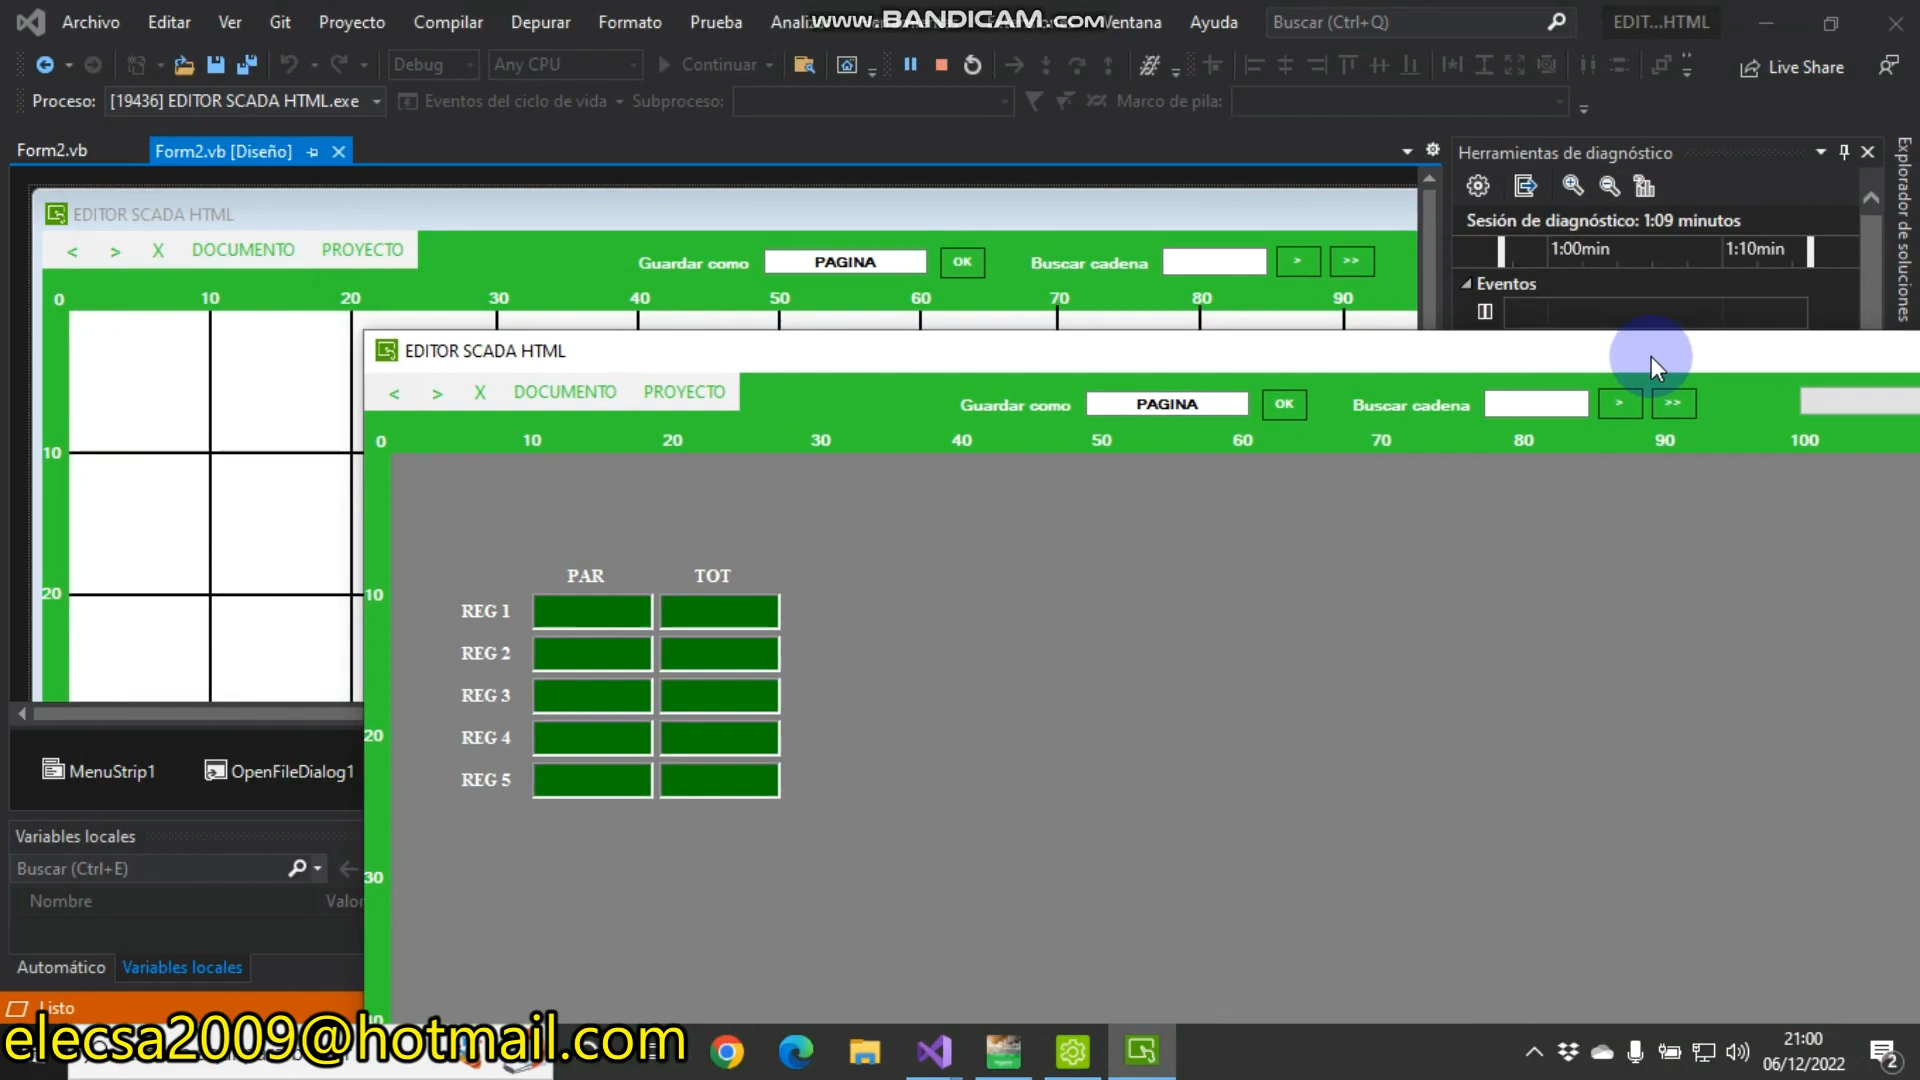 Archivo Editar Ver Git Proyecto Compilar Depurar Formato Prueba Analiz Ventana Ayuda Buscar (Ctrl+Q) EDIT...HTML
www.BANDICAM.com
Debug Any CPU Continuar Live Share
Proceso: [19436] EDITOR SCADA HTML.exe Eventos del ciclo de vida Subproceso: Marco de pila:
Form2.vb Form2.vb [Diseño]
Herramientas de diagnóstico
Explorador de soluciones
Sesión de diagnóstico: 1:09 minutos
1:00min 1:10min
Eventos
EDITOR SCADA HTML
< > X DOCUMENTO PROYECTO
Guardar como PAGINA OK Buscar cadena > >>
0 10 20 30 40 50 60 70 80 90
10
20
EDITOR SCADA HTML
< > X DOCUMENTO PROYECTO
Guardar como PAGINA OK Buscar cadena > >>
0 10 20 30 40 50 60 70 80 90 100
PAR TOT
10
REG 1
REG 2
REG 3
20
REG 4
REG 5
30
MenuStrip1 OpenFileDialog1
Variables locales
Buscar (Ctrl+E)
Nombre Valor
Automático Variables locales
Listo
elecsa2009@hotmail.com
21:00
06/12/2022
2